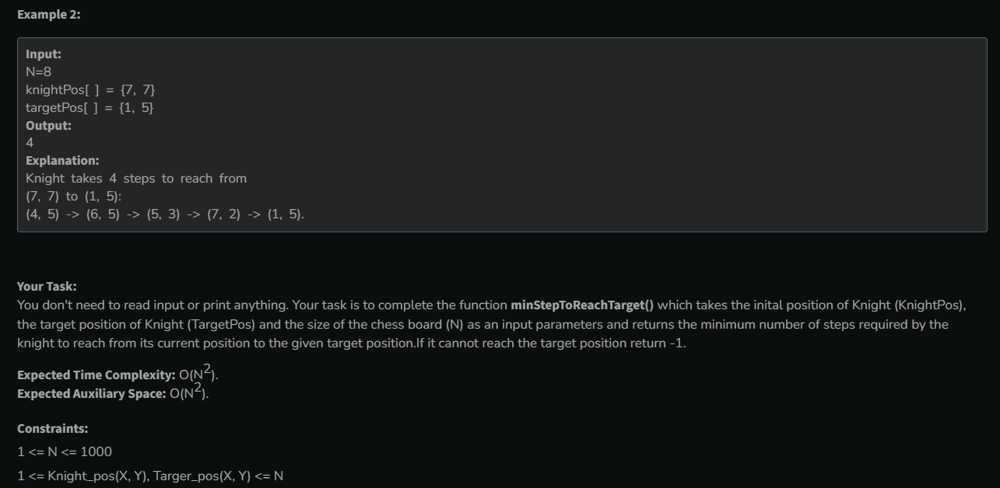 Example 2:
Input:
N=8
knightPos[ ] = {7, 7}
targetPos[ ] = {1, 5}
Output:
4
Explanation:
Knight takes 4 steps to reach from
(7, 7) to (1, 5):
(4, 5) -> (6, 5) -> (5, 3) -> (7, 2) -> (1, 5).
Your Task:
You don't need to read input or print anything. Your task is to complete the function minStepToReachTarget() which takes the inital position of Knight (KnightPos),
the target position of Knight (TargetPos) and the size of the chess board (N) as an input parameters and returns the minimum number of steps required by the
knight to reach from its current position to the given target position.If it cannot reach the target position return -1.
Expected Time Complexity: O(N2).
Expected Auxiliary Space: O(N2).
Constraints:
1 <= N <= 1000
1 <= Knight_pos(X, Y), Targer_pos(X, Y) <= N